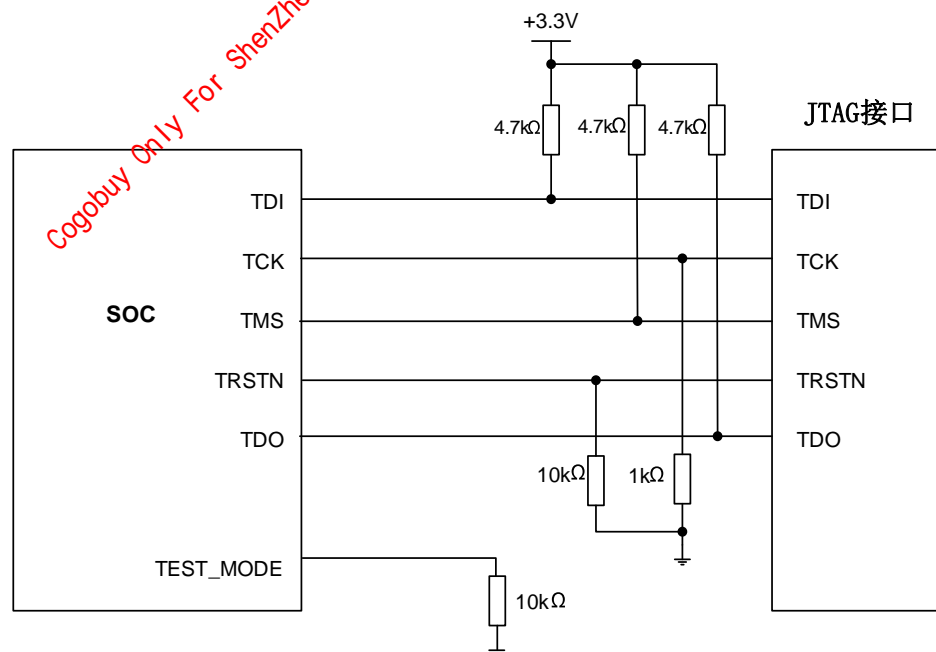 Cogobuy Only For ShenZhe
+3.3V
4.7kΩ 4.7kΩ 4.7kΩ
JTAG接口
TDI TDI
TCK TCK
SOC
TMS TMS
TRSTN TRSTN
TDO TDO
10kΩ 1kΩ
TEST_MODE
10kΩ